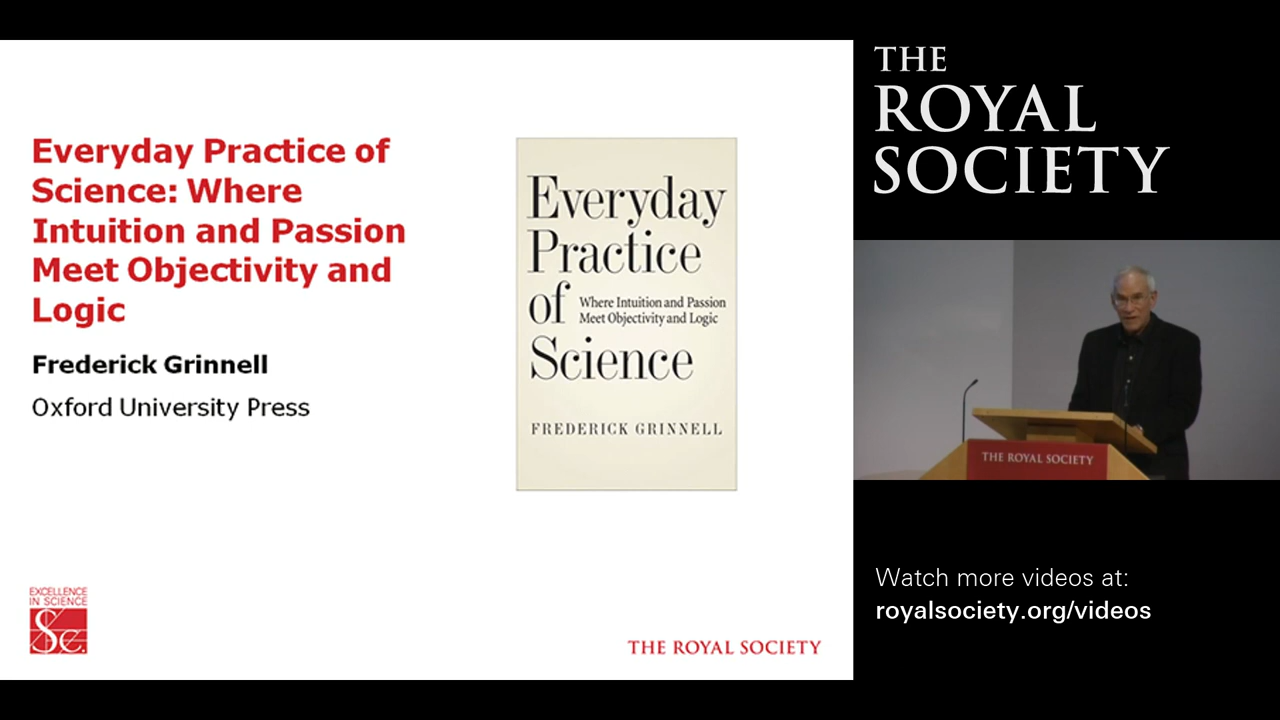 Everyday Practice of
Science: Where
Intuition and Passion
Meet Objectivity and
Logic
Frederick Grinnell
Oxford University Press
Everyday
Practice
of
Where Intuition and Passion
Meet Objectivity and Logic
Science
FREDERICK GRINNELL
EXCELLENCE
IN SCIENCE
THE ROYAL SOCIETY
THE
ROYAL
SOCIETY
THE ROYAL SOCIETY
Watch more videos at:
royalsociety.org/videos